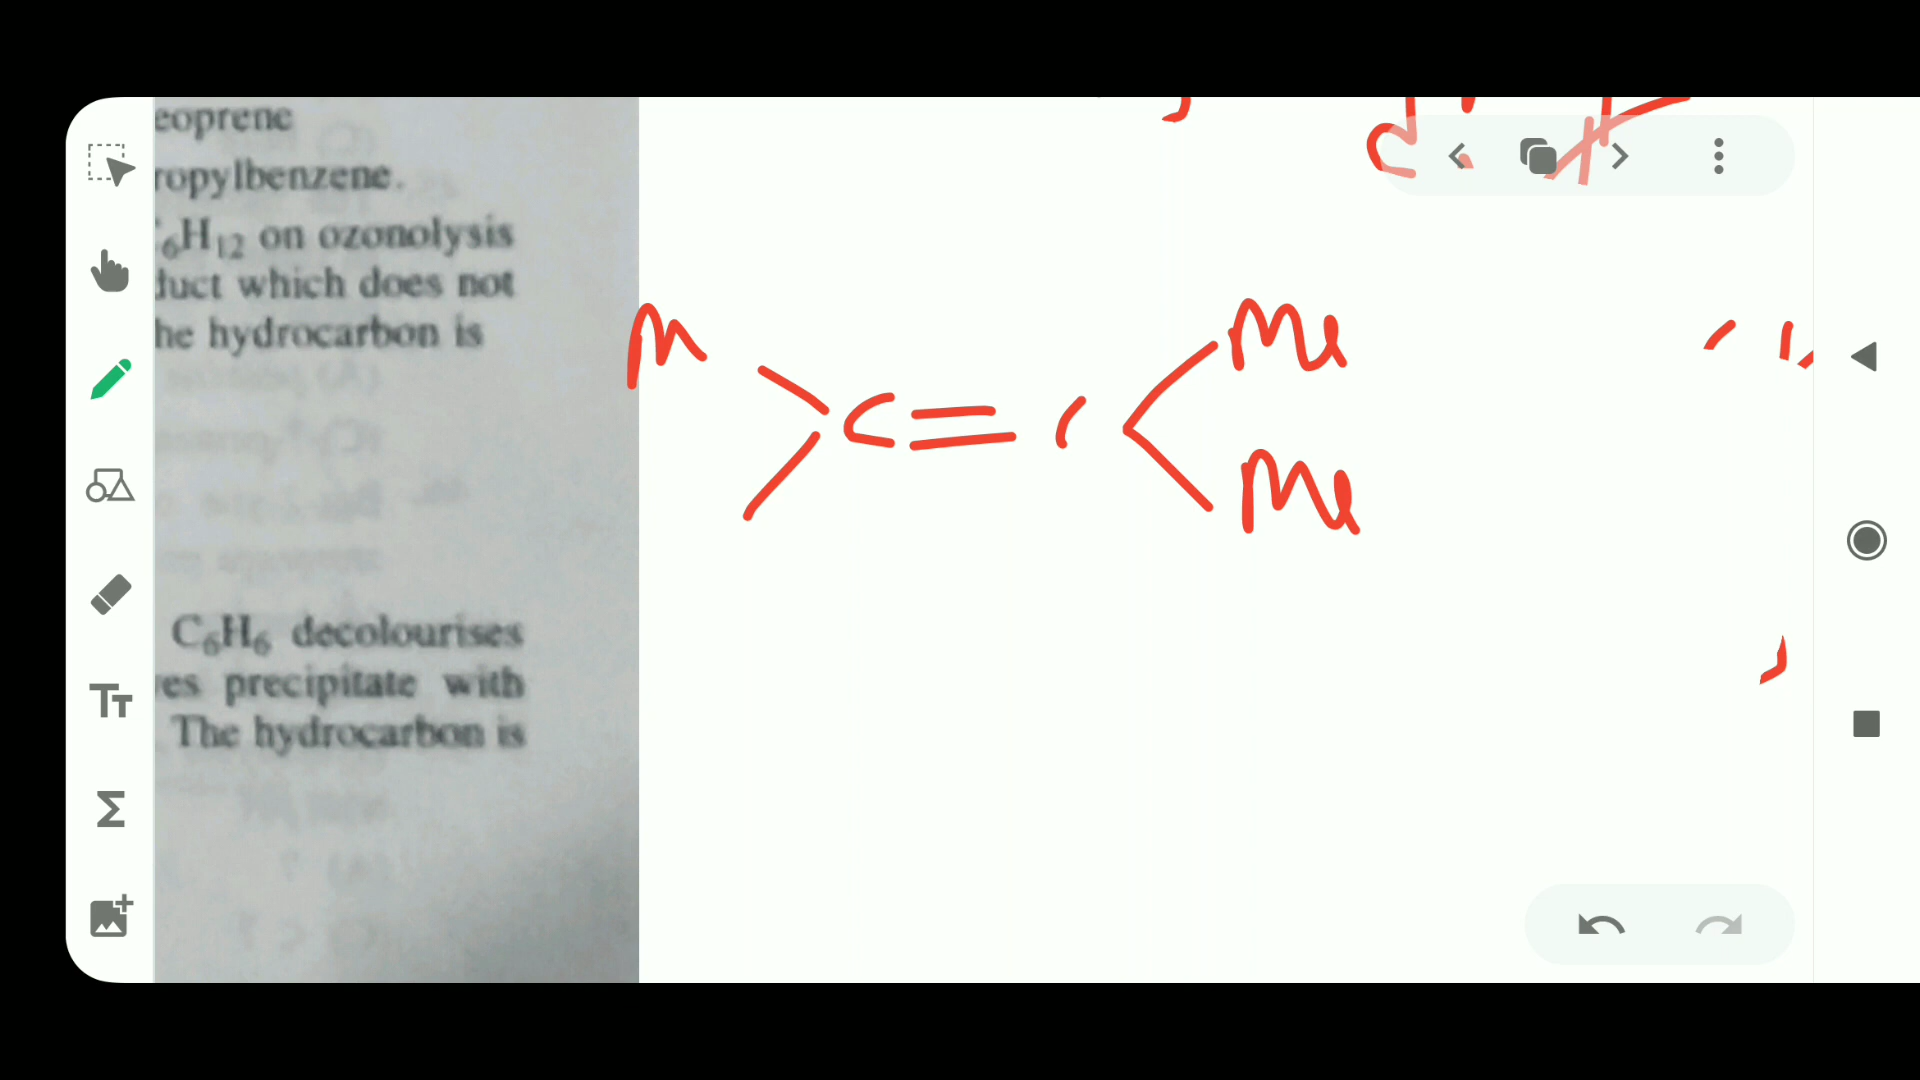 eoprene
ropylbenzene.
6H12 on ozonolysis
duct which does not
he hydrocarbon is
M Me
C = C
Me
C6H6 decolourises
es precipitate with
The hydrocarbon is